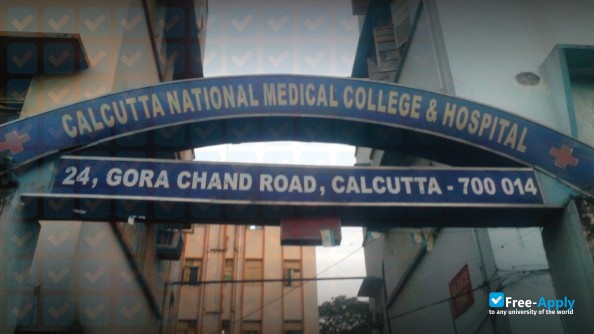 CALCUTTA NATIONAL MEDICAL COLLEGE & HOSPITAL
24, GORA CHAND ROAD, CALCUTTA - 700 014
Free-Apply
to any university of the world